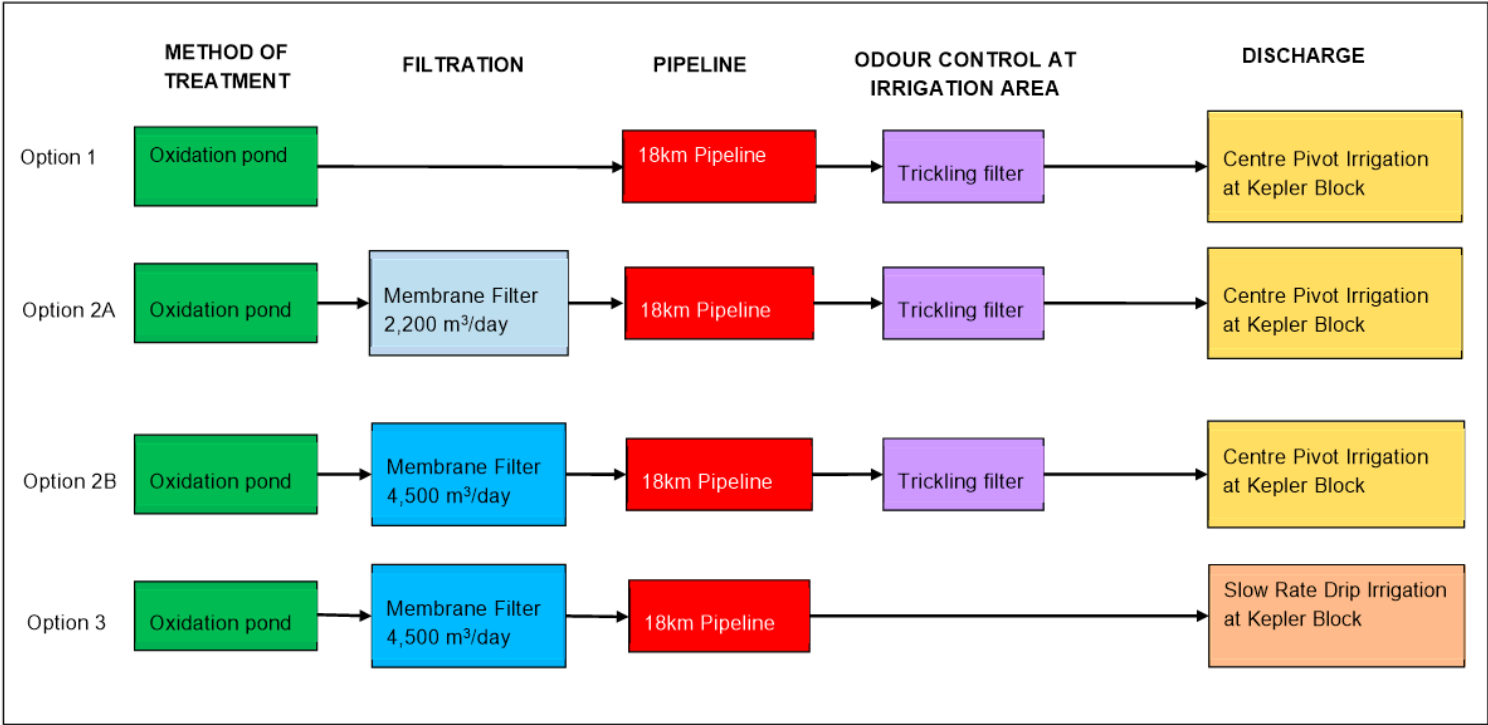 METHOD OF
TREATMENT
FILTRATION
PIPELINE
ODOUR CONTROL AT
IRRIGATION AREA
DISCHARGE
Option 1
Oxidation pond
18km Pipeline
Trickling filter
Centre Pivot Irrigation
at Kepler Block
Option 2A
Oxidation pond
Membrane Filter
2,200 m³/day
18km Pipeline
Trickling filter
Centre Pivot Irrigation
at Kepler Block
Option 2B
Oxidation pond
Membrane Filter
4,500 m³/day
18km Pipeline
Trickling filter
Centre Pivot Irrigation
at Kepler Block
Option 3
Oxidation pond
Membrane Filter
4,500 m³/day
18km Pipeline
Slow Rate Drip Irrigation
at Kepler Block